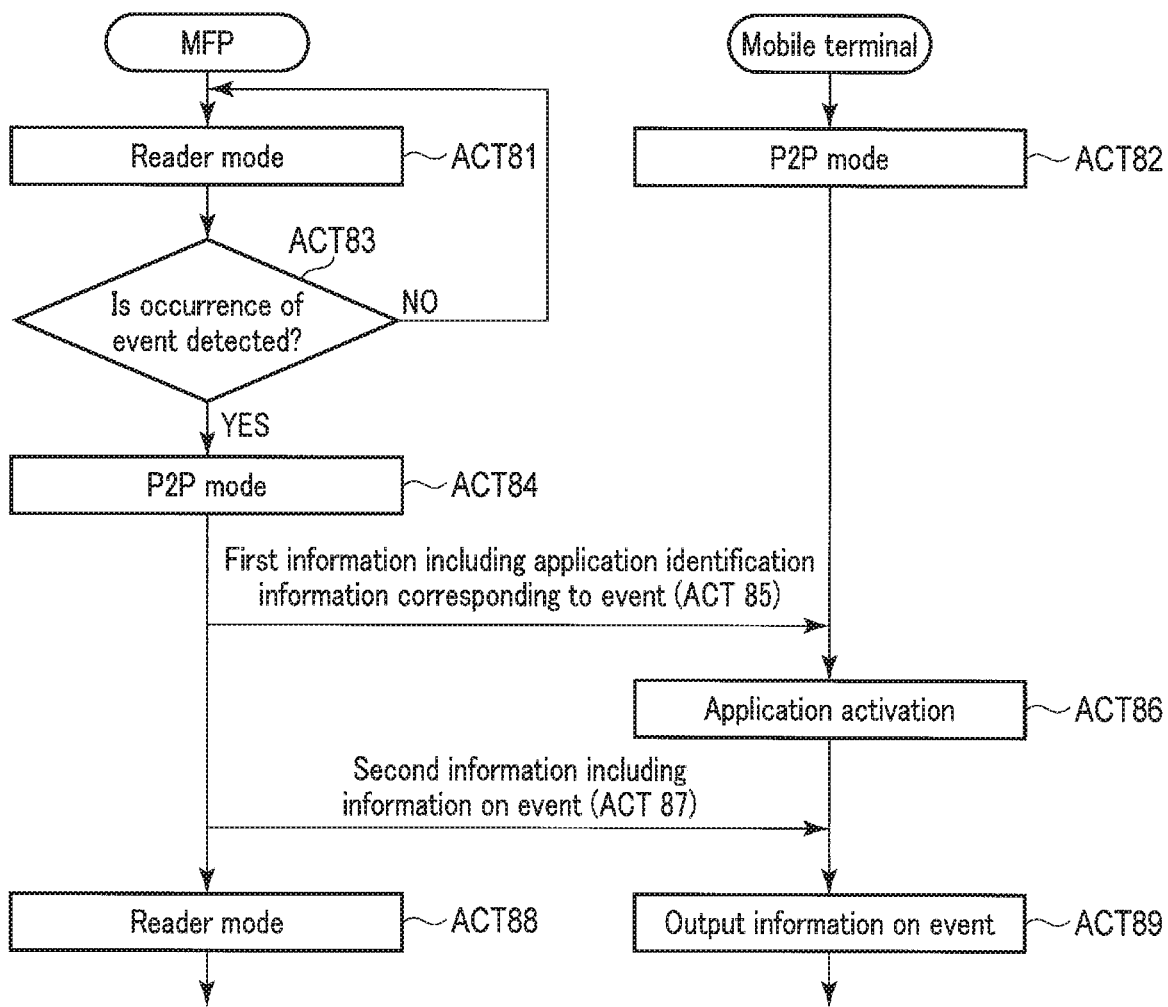 MFP
Mobile terminal
Reader mode
ACT81
P2P mode
ACT82
ACT83
Is occurrence of
event detected?
NO
YES
P2P mode
ACT84
First information including application identification
information corresponding to event (ACT 85)
Application activation
ACT86
Second information including
information on event (ACT 87)
Reader mode
ACT88
Output information on event
ACT89